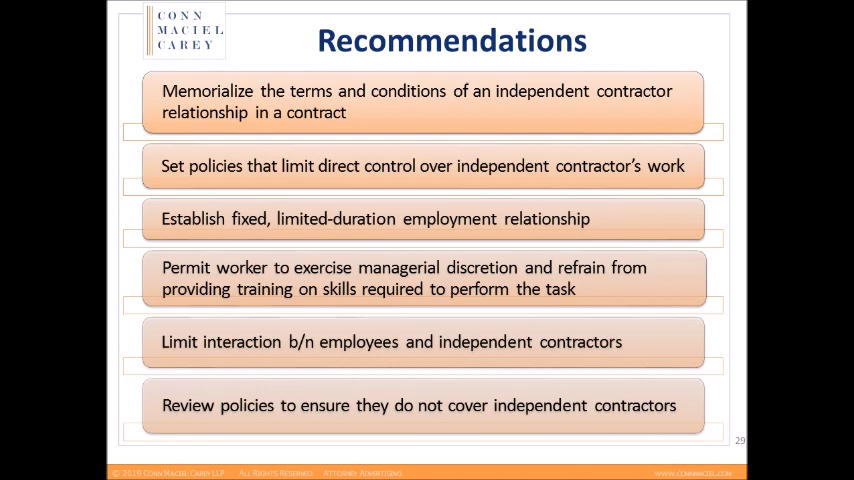 CONN
MACIEL
CAREY
Recommendations
Memorialize the terms and conditions of an independent contractor
relationship in a contract
Set policies that limit direct control over independent contractor's work
Establish fixed, limited-duration employment relationship
Permit worker to exercise managerial discretion and refrain from
providing training on skills required to perform the task
Limit interaction b/n employees and independent contractors
Review policies to ensure they do not cover independent contractors
29
© 2019 CONN MACIEL CAREY LLP ALL RIGHTS RESERVED ATTORNEY ADVERTISING WWW.CONNMACIEL.COM